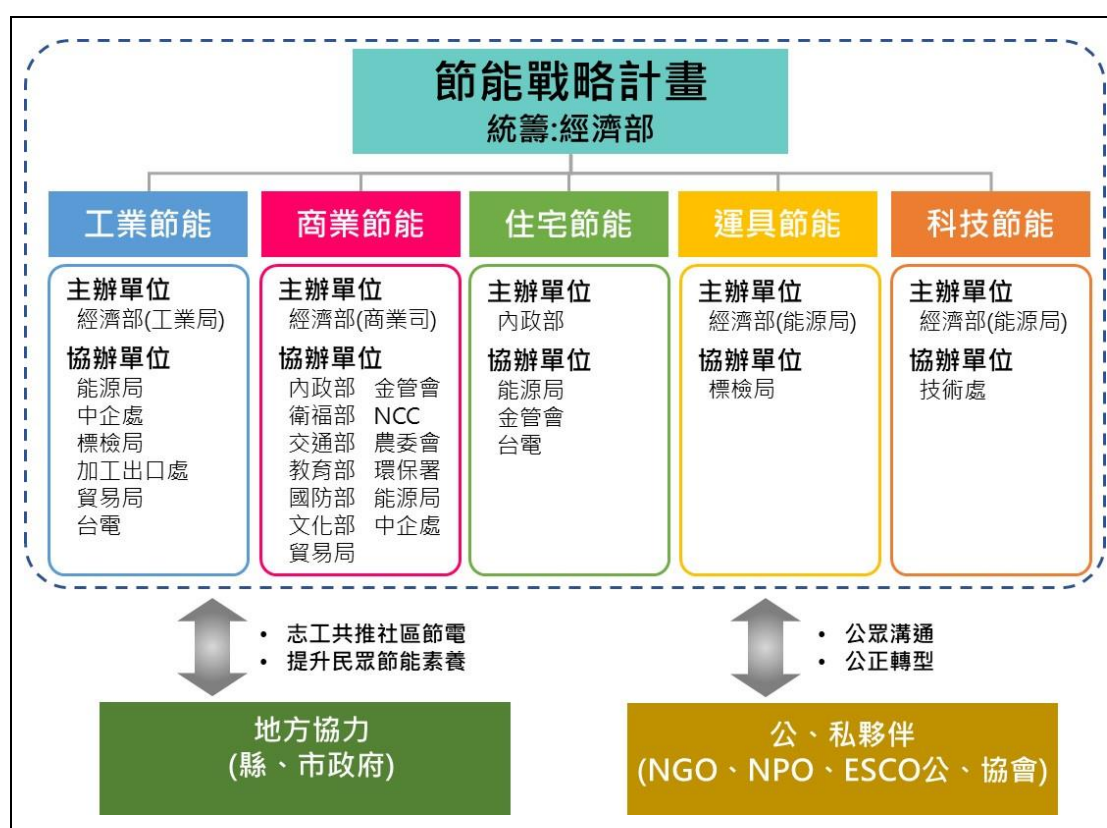 節能戰略計畫
統籌:經濟部
工業節能
主辦單位
經濟部(工業局)
協辦單位
能源局
中企處
標檢局
加工出口處
貿易局
台電
商業節能
主辦單位
經濟部(商業司)
協辦單位
內政部 金管會
衛福部 NCC
交通部 農委會
教育部 環保署
國防部 能源局
文化部 中企處
貿易局
住宅節能
主辦單位
內政部
協辦單位
能源局
金管會
台電
運具節能
主辦單位
經濟部(能源局)
協辦單位
標檢局
科技節能
主辦單位
經濟部(能源局)
協辦單位
技術處
• 志工共推社區節電
• 提升民眾節能素養
• 公眾溝通
• 公正轉型
地方協力
(縣、市政府)
公、私夥伴
(NGO、NPO、ESCO公、協會)